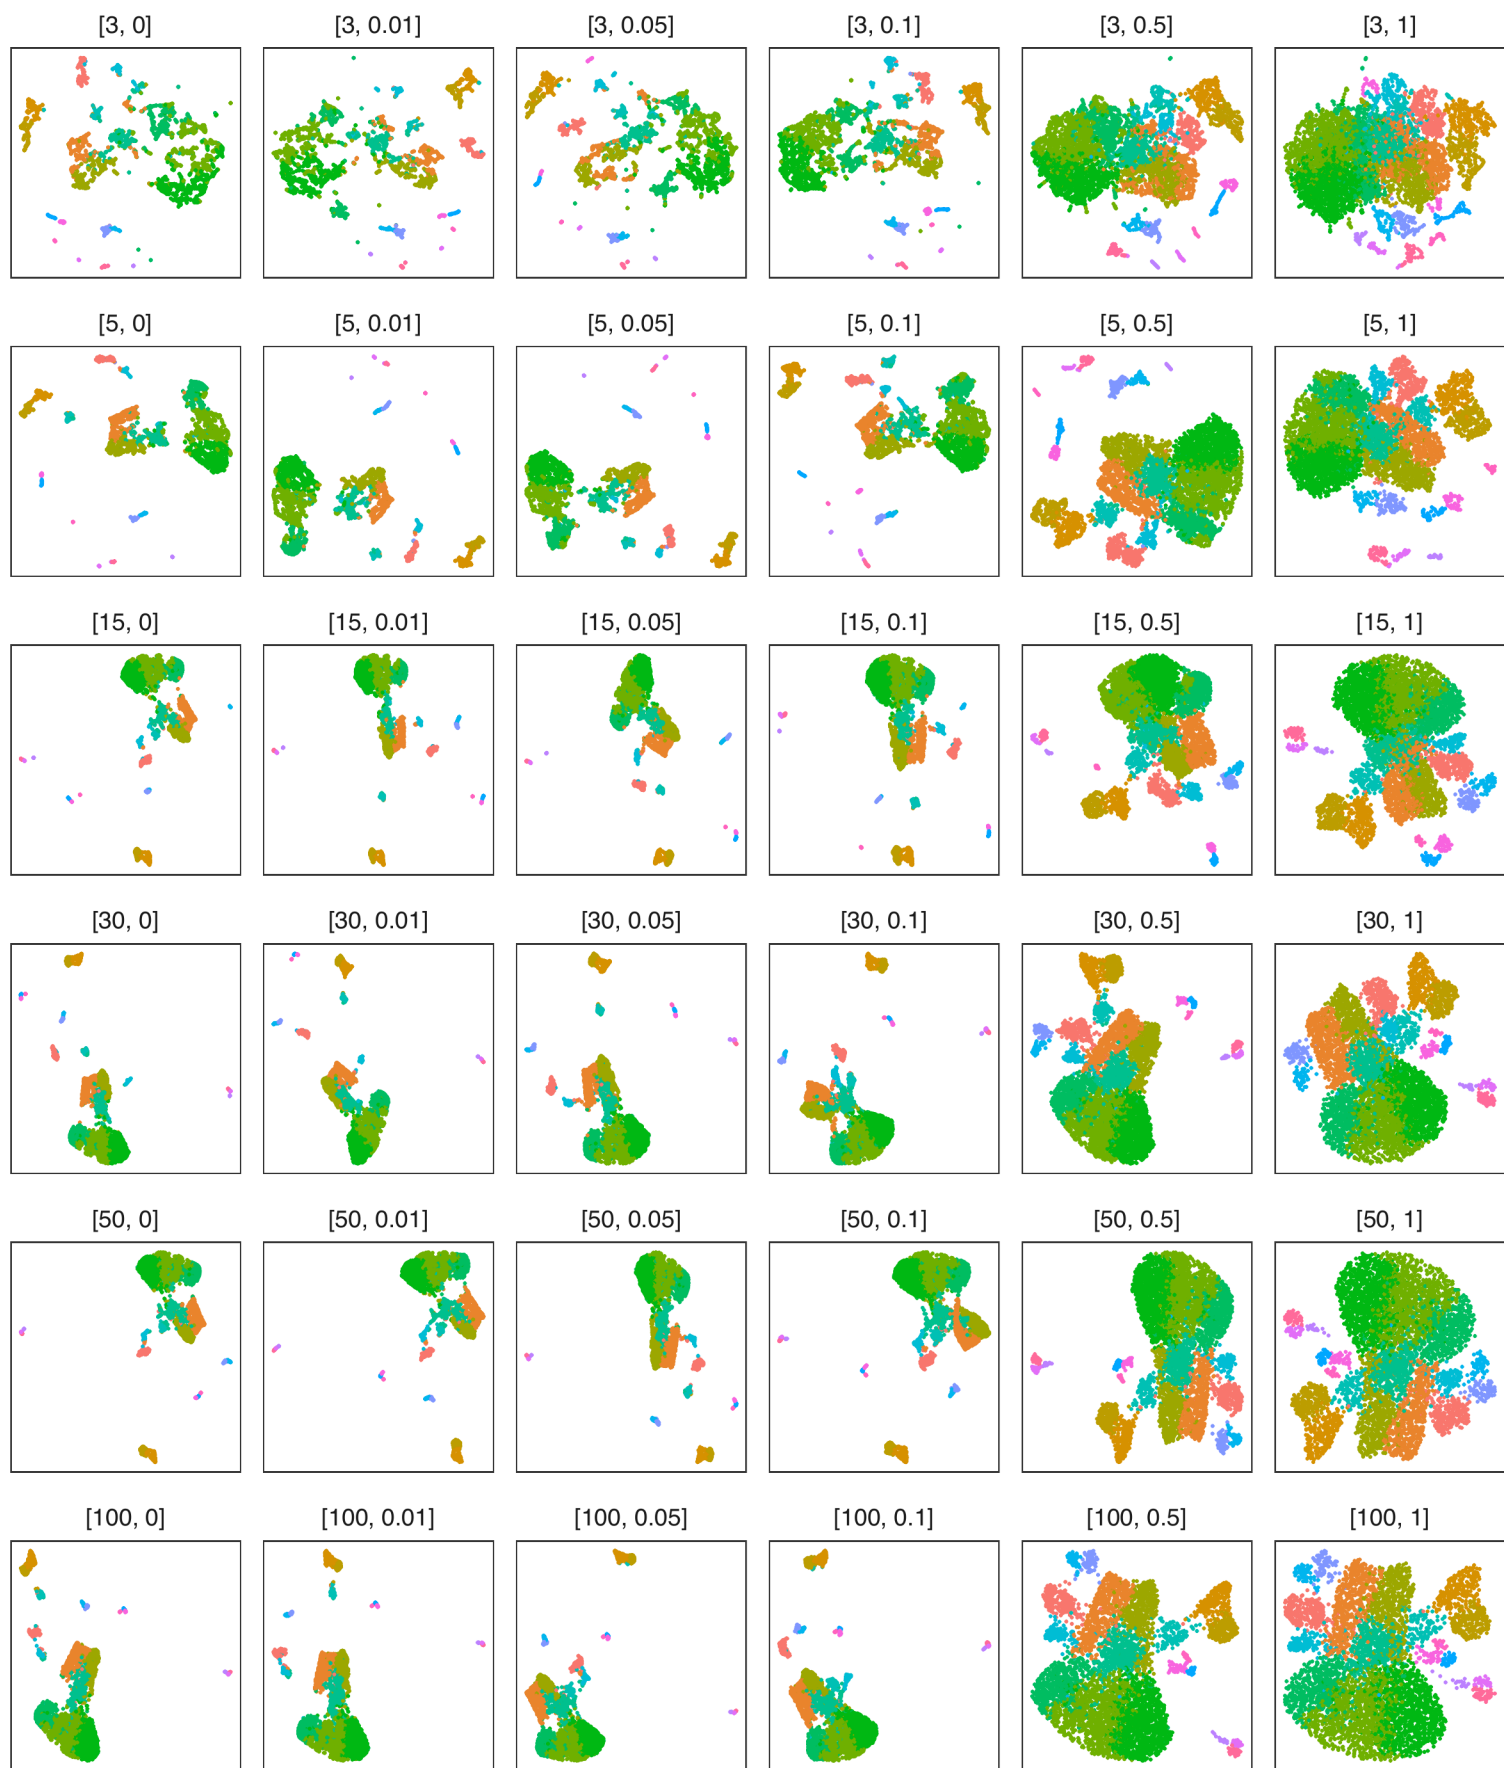 [3, 0] [3, 0.01] [3, 0.05] [3, 0.1] [3, 0.5] [3, 1]
[5, 0] [5, 0.01] [5, 0.05] [5, 0.1] [5, 0.5] [5, 1]
[15, 0] [15, 0.01] [15, 0.05] [15, 0.1] [15, 0.5] [15, 1]
[30, 0] [30, 0.01] [30, 0.05] [30, 0.1] [30, 0.5] [30, 1]
[50, 0] [50, 0.01] [50, 0.05] [50, 0.1] [50, 0.5] [50, 1]
[100, 0] [100, 0.01] [100, 0.05] [100, 0.1] [100, 0.5] [100, 1]